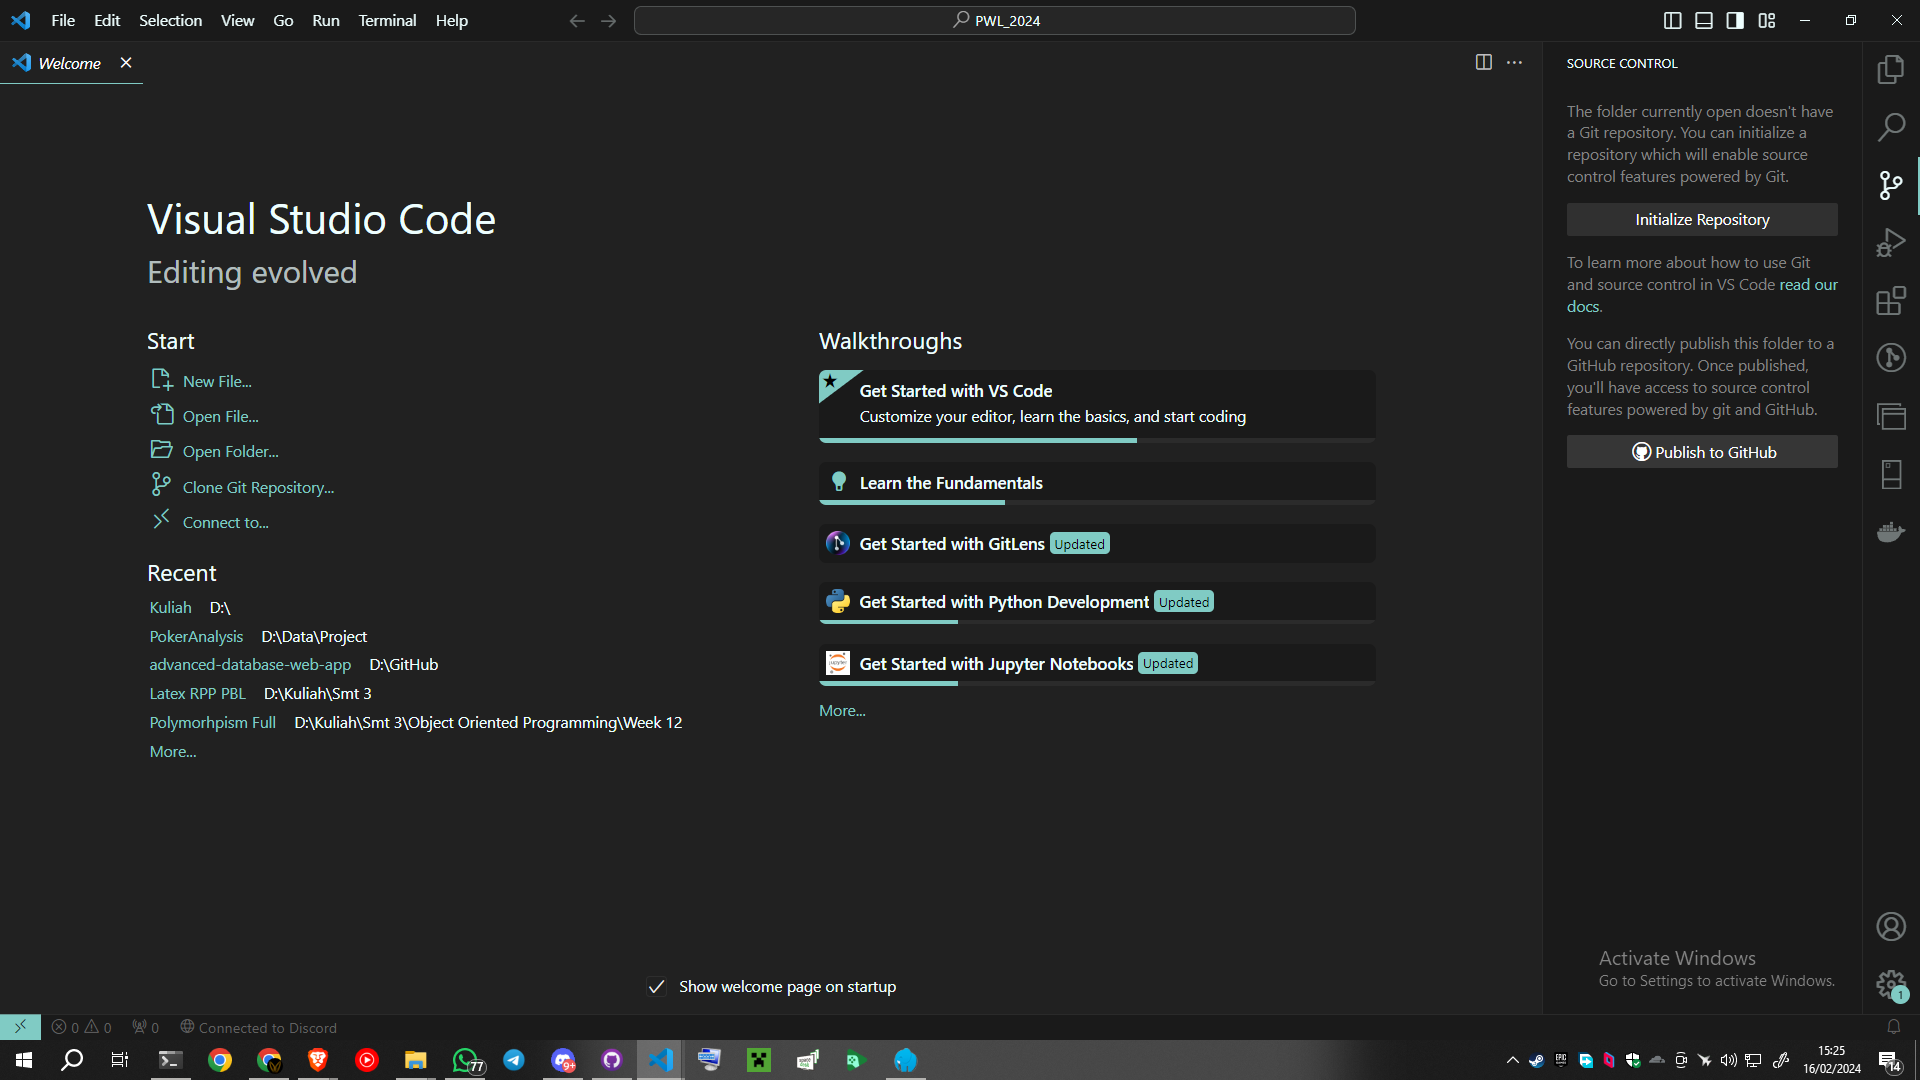 File Edit Selection View Go Run Terminal Help
PWL_2024
Welcome
SOURCE CONTROL
The folder currently open doesn't have
a Git repository. You can initialize a
repository which will enable source
control features powered by Git.
Initialize Repository
To learn more about how to use Git
and source control in VS Code read our
docs.
You can directly publish this folder to a
GitHub repository. Once published,
you'll have access to source control
features powered by git and GitHub.
Publish to GitHub
Visual Studio Code
Editing evolved
Start
New File...
Open File...
Open Folder...
Clone Git Repository...
Connect to...
Recent
Kuliah D:\
PokerAnalysis D:\Data\Project
advanced-database-web-app D:\GitHub
Latex RPP PBL D:\Kuliah\Smt 3
Polymorhpism Full D:\Kuliah\Smt 3\Object Oriented Programming\Week 12
More...
Walkthroughs
Get Started with VS Code
Customize your editor, learn the basics, and start coding
Learn the Fundamentals
Get Started with GitLens Updated
Get Started with Python Development Updated
Get Started with Jupyter Notebooks Updated
More...
Show welcome page on startup
Activate Windows
Go to Settings to activate Windows.
1
0 0 0 Connected to Discord
77
9+
15:25
16/02/2024
14